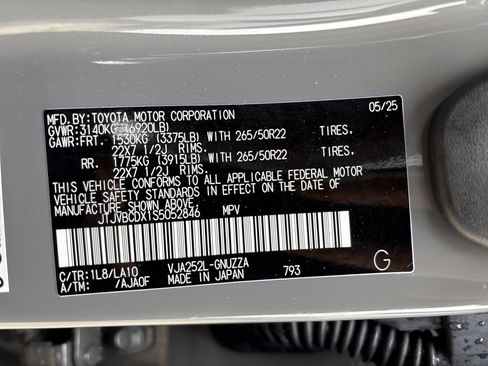 MFD.BY:TOYOTA MOTOR CORPORATION 05/25
GVWR:3140KG (6920LB)
GAWR:FRT. 1530KG (3375LB) WITH 265/50R22 TIRES,
22X7 1/2J RIMS.
RR. 1775KG (3915LB) WITH 265/50R22 TIRES,
22X7 1/2J RIMS.
THIS VEHICLE CONFORMS TO ALL APPLICABLE FEDERAL MOTOR
VEHICLE SAFETY STANDARDS IN EFFECT ON THE DATE OF
MANUFACTURE SHOWN ABOVE.
JTJVBCDX1S5052846 MPV
C/TR:1L8/LA10 VJA252L-GNUZZA
A/TM: /AJA0F MADE IN JAPAN 793 G